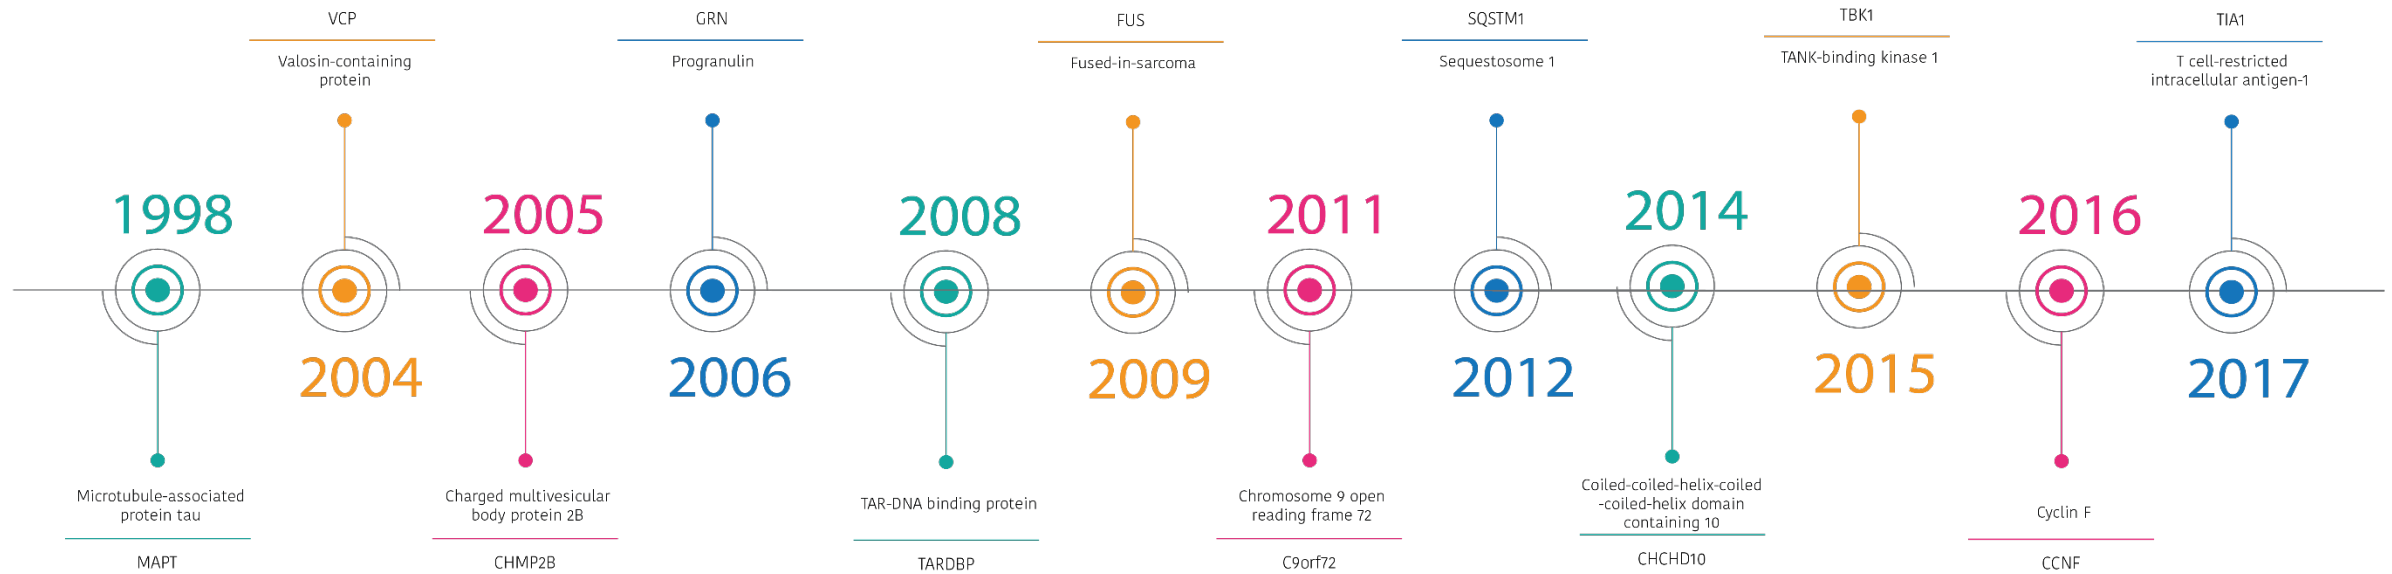 VCP
Valosin-containing
protein
GRN
Progranulin
FUS
Fused-in-sarcoma
SQSTM1
Sequestosome 1
TBK1
TANK-binding kinase 1
TIA1
T cell-restricted
intracellular antigen-1
1998
2004
2005
2006
2008
2009
2011
2012
2014
2015
2016
2017
Microtubule-associated
protein tau
MAPT
Charged multivesicular
body protein 2B
CHMP2B
TAR-DNA binding protein
TARDBP
Chromosome 9 open
reading frame 72
C9orf72
Coiled-coiled-helix-coiled
-coiled-helix domain
containing 10
CHCHD10
Cyclin F
CCNF